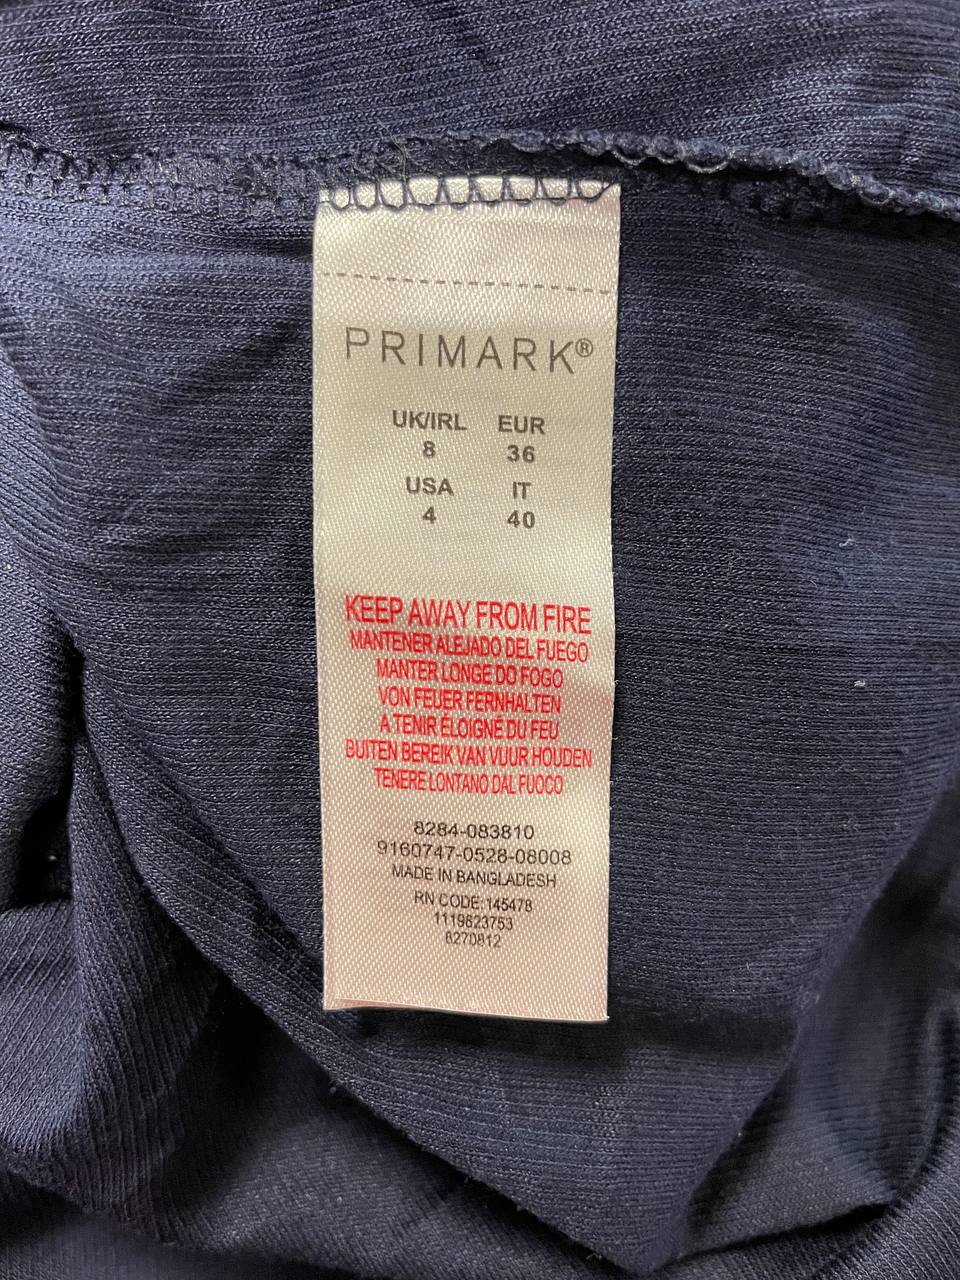 PRIMARK®
UK/IRL EUR
8 36
USA IT
4 40
KEEP AWAY FROM FIRE
MANTENER ALEJADO DEL FUEGO
MANTER LONGE DO FOGO
VON FEUER FERNHALTEN
A TENIR ÉLOIGNÉ DU FEU
BUITEN BEREIK VAN VUUR HOUDEN
TENERE LONTANO DAL FUOCO
8284-083810
9160747-0528-08008
MADE IN BANGLADESH
RN CODE:145478
1119823753
8270812